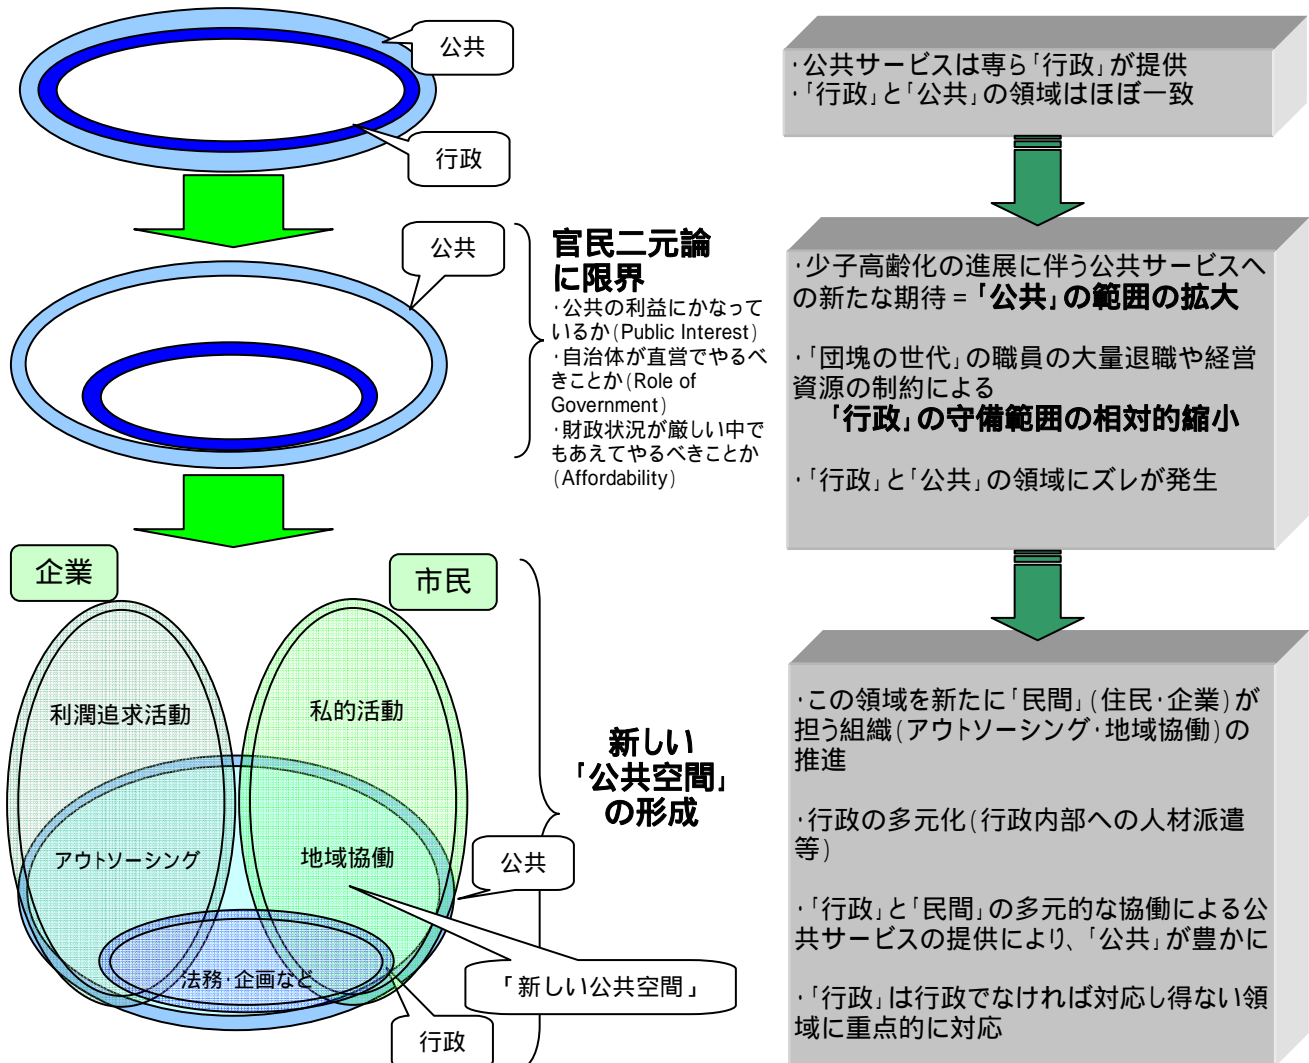 公共
行政
・公共サービスは専ら「行政」が提供
・「行政」と「公共」の領域はほぼ一致
公共
官民二元論
に限界
・公共の利益にかなって
いるか(Public Interest)
・自治体が直営でやるべ
きことか(Role of
Government)
・財政状況が厳しい中で
もあえてやるべきことか
(Affordability)
・少子高齢化の進展に伴う公共サービスへ
の新たな期待 = 「公共」の範囲の拡大
・「団塊の世代」の職員の大量退職や経営
資源の制約による
「行政」の守備範囲の相対的縮小
・「行政」と「公共」の領域にズレが発生
企業
市民
利潤追求活動
私的活動
アウトソーシング
地域協働
法務・企画など
新しい
「公共空間」
の形成
公共
「新しい公共空間」
行政
・この領域を新たに「民間」(住民・企業)が
担う組織(アウトソーシング・地域協働)の
推進
・行政の多元化(行政内部への人材派遣
等)
・「行政」と「民間」の多元的な協働による公
共サービスの提供により、「公共」が豊かに
・「行政」は行政でなければ対応し得ない領
域に重点的に対応